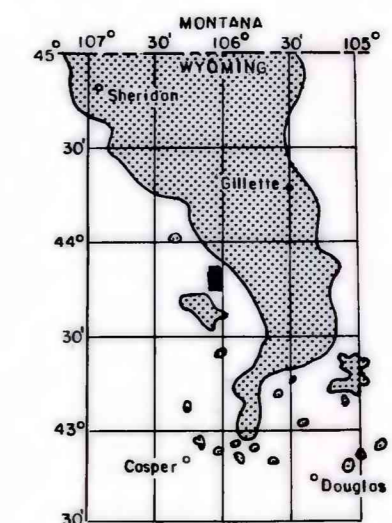 MONTANA
45° 107° 30' 106° 30' 105°
WYOMING
Sheridon
30'
Gillette
44°
30'
43°
Casper
Douglas
30'